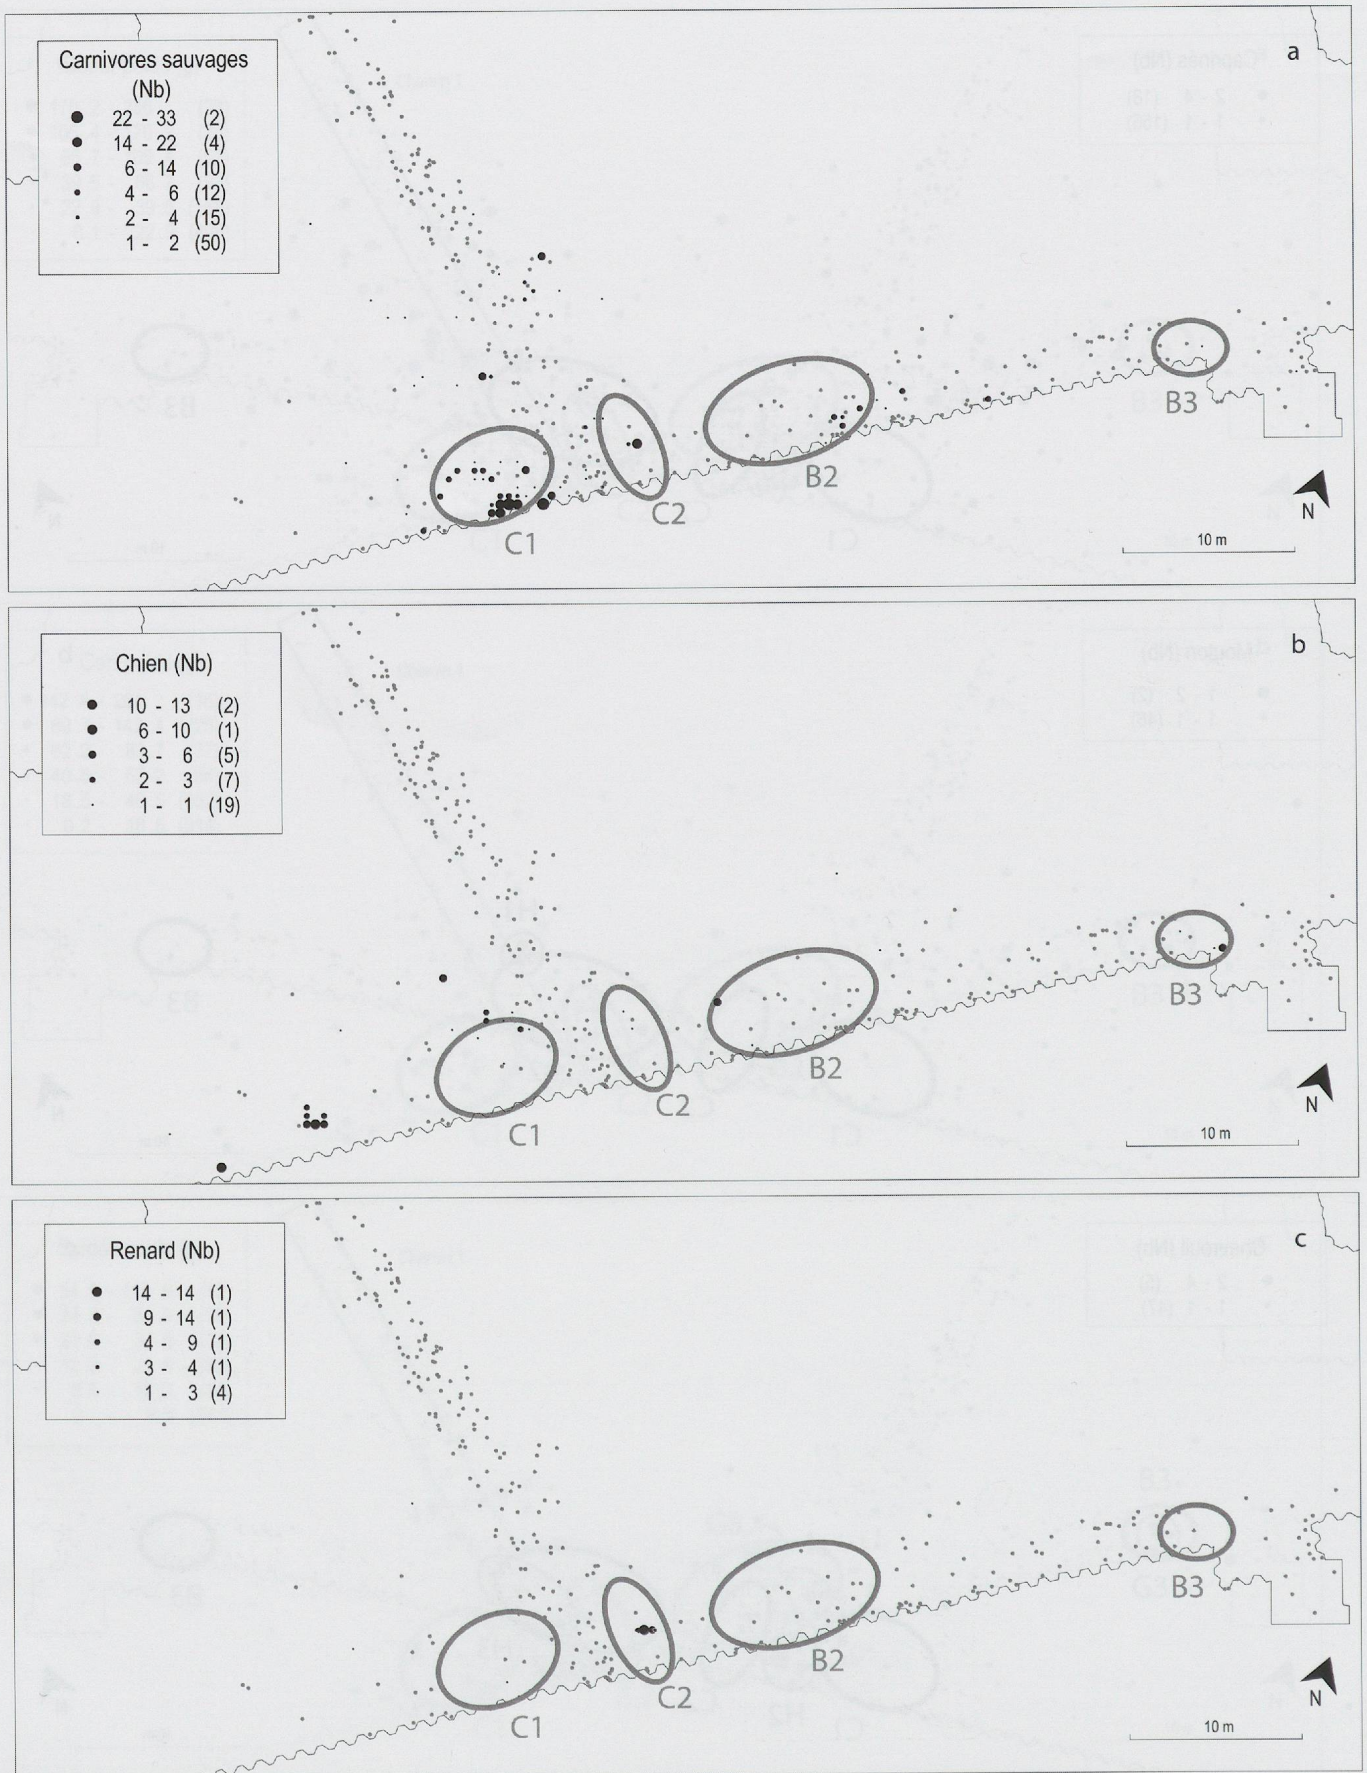 a
Carnivores sauvages
(Nb)
22 - 33 (2)
14 - 22 (4)
6 - 14 (10)
4 - 6 (12)
2 - 4 (15)
1 - 2 (50)
B3
B2
C2
C1
N
10 m
b
Chien (Nb)
10 - 13 (2)
6 - 10 (1)
3 - 6 (5)
2 - 3 (7)
1 - 1 (19)
B3
B2
C2
C1
N
10 m
c
Renard (Nb)
14 - 14 (1)
9 - 14 (1)
4 - 9 (1)
3 - 4 (1)
1 - 3 (4)
B3
B2
C2
C1
N
10 m